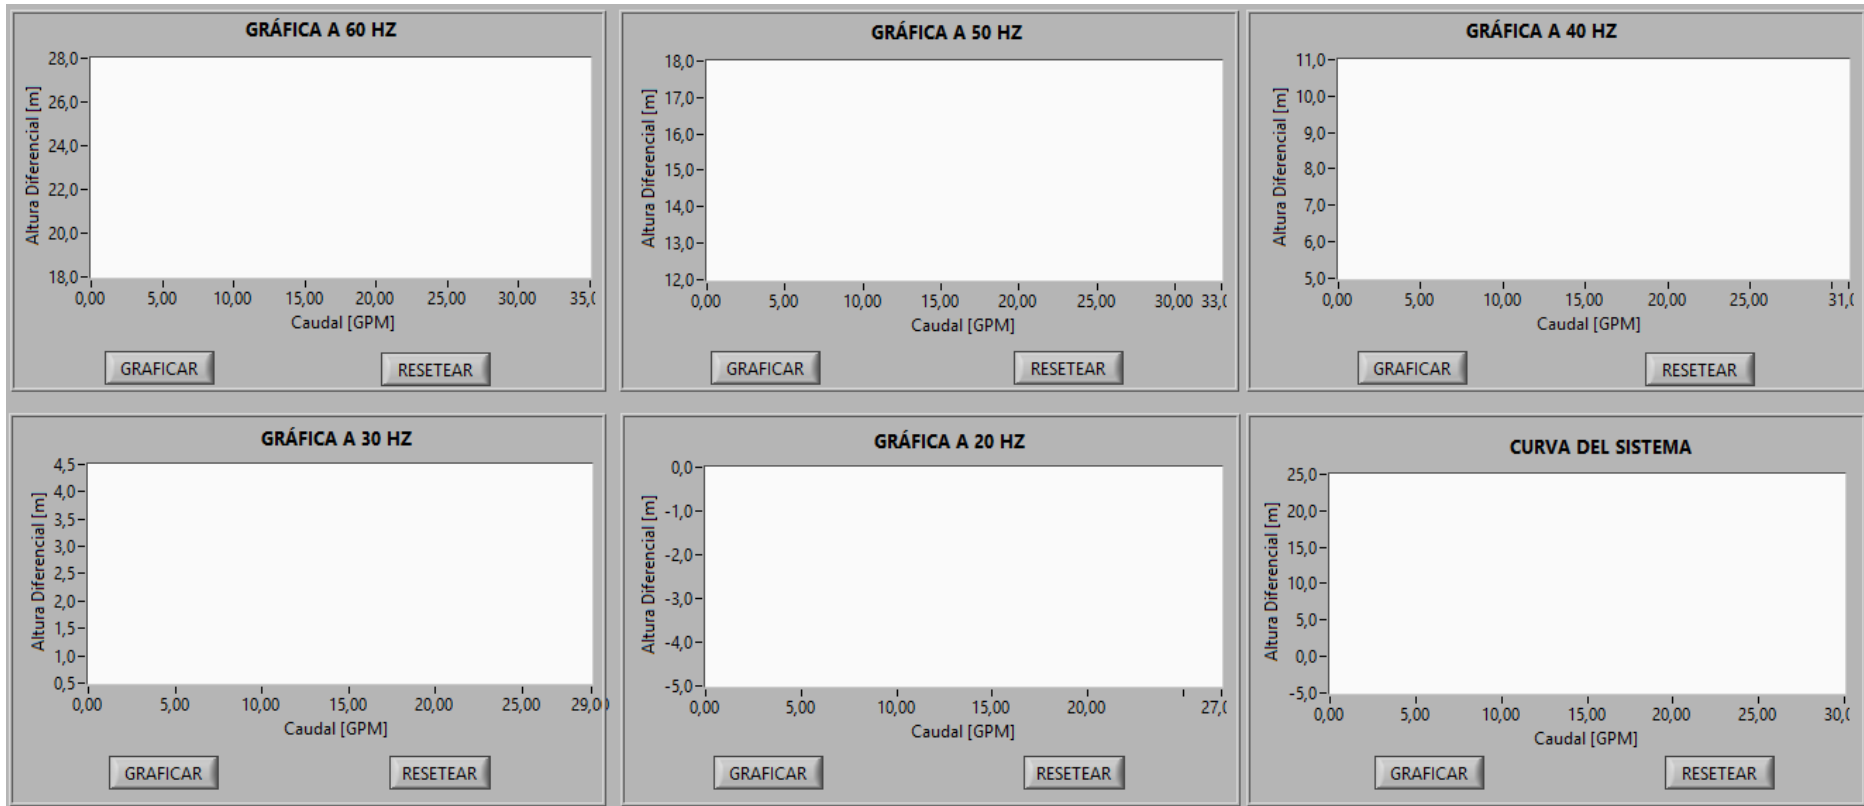 GRÁFICA A 60 HZ
Altura Diferencial [m]
28,0
26,0
24,0
22,0
20,0
18,0
0,00 5,00 10,00 15,00 20,00 25,00 30,00 35,(
Caudal [GPM]
GRAFICAR RESETEAR
GRÁFICA A 50 HZ
Altura Diferencial [m]
18,0
17,0
16,0
15,0
14,0
13,0
12,0
0,00 5,00 10,00 15,00 20,00 25,00 30,00 33,(
Caudal [GPM]
GRAFICAR RESETEAR
GRÁFICA A 40 HZ
Altura Diferencial [m]
11,0
10,0
9,0
8,0
7,0
6,0
5,0
0,00 5,00 10,00 15,00 20,00 25,00 31,(
Caudal [GPM]
GRAFICAR RESETEAR
GRÁFICA A 30 HZ
Altura Diferencial [m]
4,5
4,0
3,5
3,0
2,5
2,0
1,5
1,0
0,5
0,00 5,00 10,00 15,00 20,00 25,00 29,00
Caudal [GPM]
GRAFICAR RESETEAR
GRÁFICA A 20 HZ
Altura Diferencial [m]
0,0
-1,0
-2,0
-3,0
-4,0
-5,0
0,00 5,00 10,00 15,00 20,00 27,(
Caudal [GPM]
GRAFICAR RESETEAR
CURVA DEL SISTEMA
Altura Diferencial [m]
25,0
20,0
15,0
10,0
5,0
0,0
-5,0
0,00 5,00 10,00 15,00 20,00 25,00 30,(
Caudal [GPM]
GRAFICAR RESETEAR